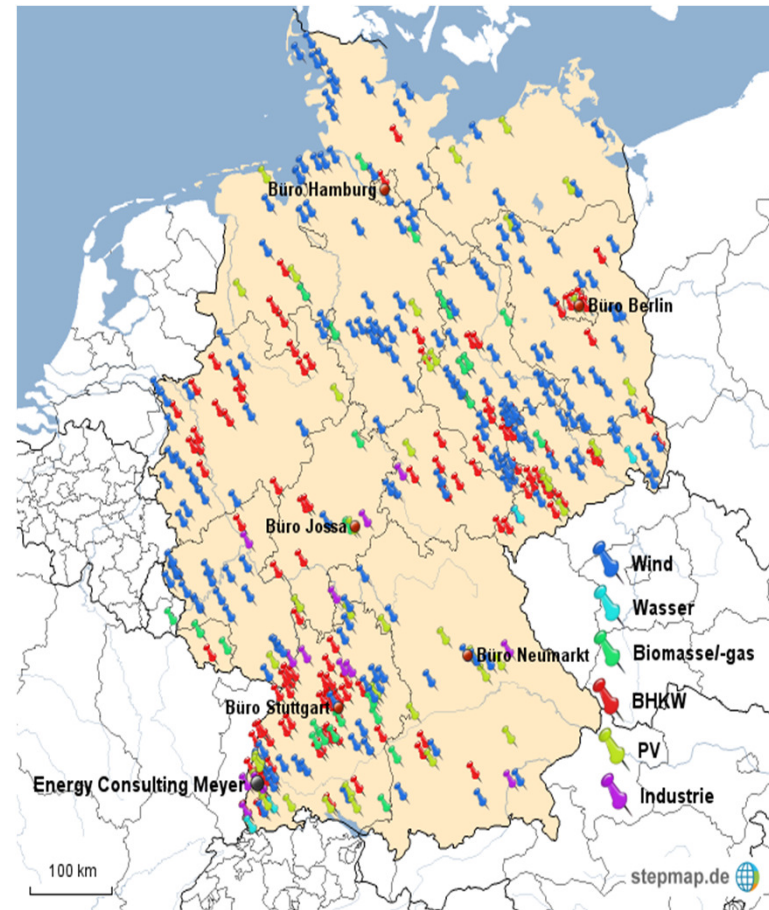 Büro Hamburg
Büro Berlin
Büro Jossa
Wind
Wasser
Biomasse/-gas
Büro Neumarkt
BHKW
Büro Stuttgart
PV
Energy Consulting Meyer
Industrie
100 km
stepmap.de